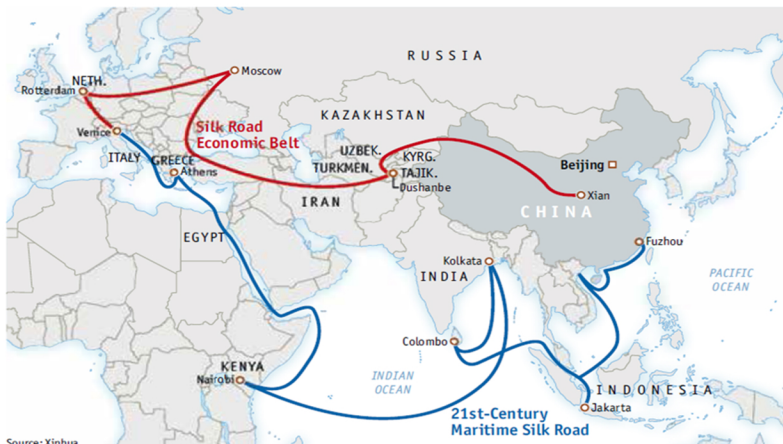 RUSSIA
Moscow
NETH.
Rotterdam
KAZAKHSTAN
Silk Road
Economic Belt
Venice
UZBEK.
KYRG.
Beijing
ITALY
GREECE
TURKMEN.
TAJIK.
Athens
Dushanbe
Xian
IRAN
CHINA
EGYPT
Kolkata
Fuzhou
INDIA
PACIFIC
OCEAN
Colombo
KENYA
Nairobi
INDIAN
OCEAN
INDONESIA
21st-Century
Maritime Silk Road
Jakarta
Source: Xinhua